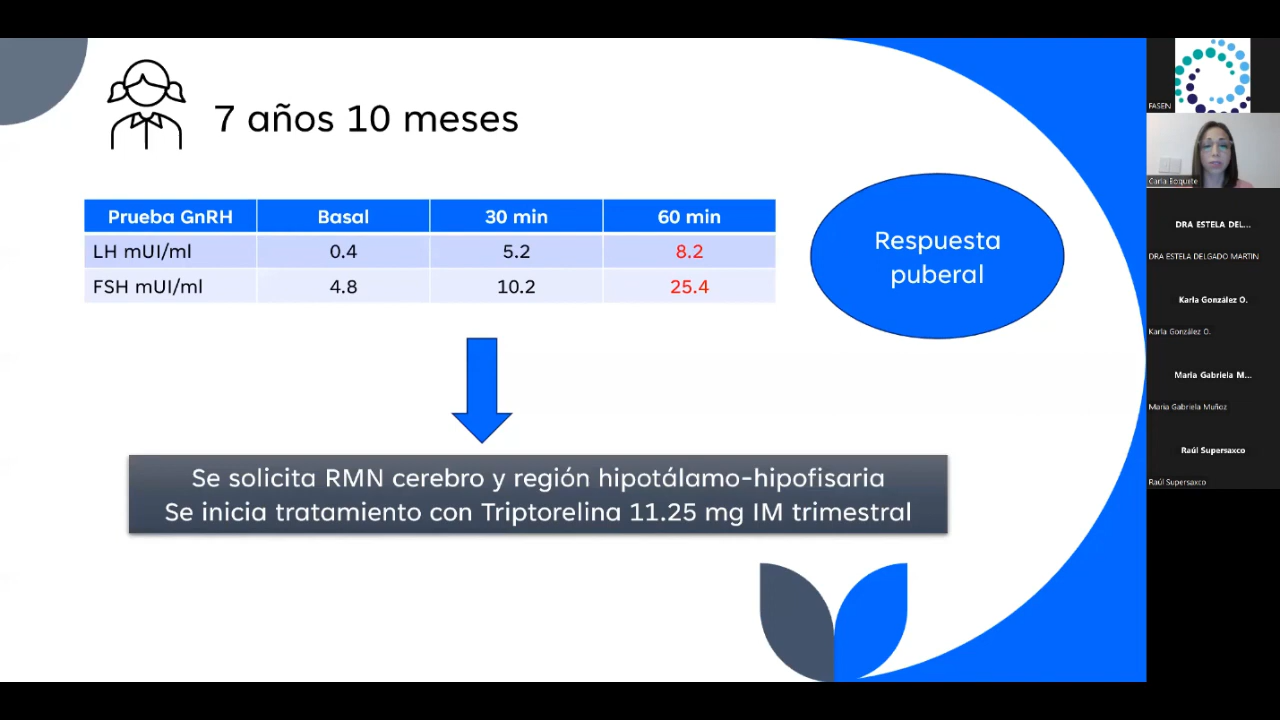 7 años 10 meses
Prueba GnRH Basal 30 min 60 min
LH mUI/ml 0.4 5.2 8.2
FSH mUI/ml 4.8 10.2 25.4
Respuesta
puberal
Se solicita RMN cerebro y región hipotálamo-hipofisaria
Se inicia tratamiento con Triptorelina 11.25 mg IM trimestral
FASEN
Carla
DRA ESTELA DEL...
DRA ESTELA DELGADO MARTIN
Karla González O.
Karla González O.
Maria Gabriela M...
Maria Gabriela Muñoz
Raúl Supersaxco
Raúl Supersaxco